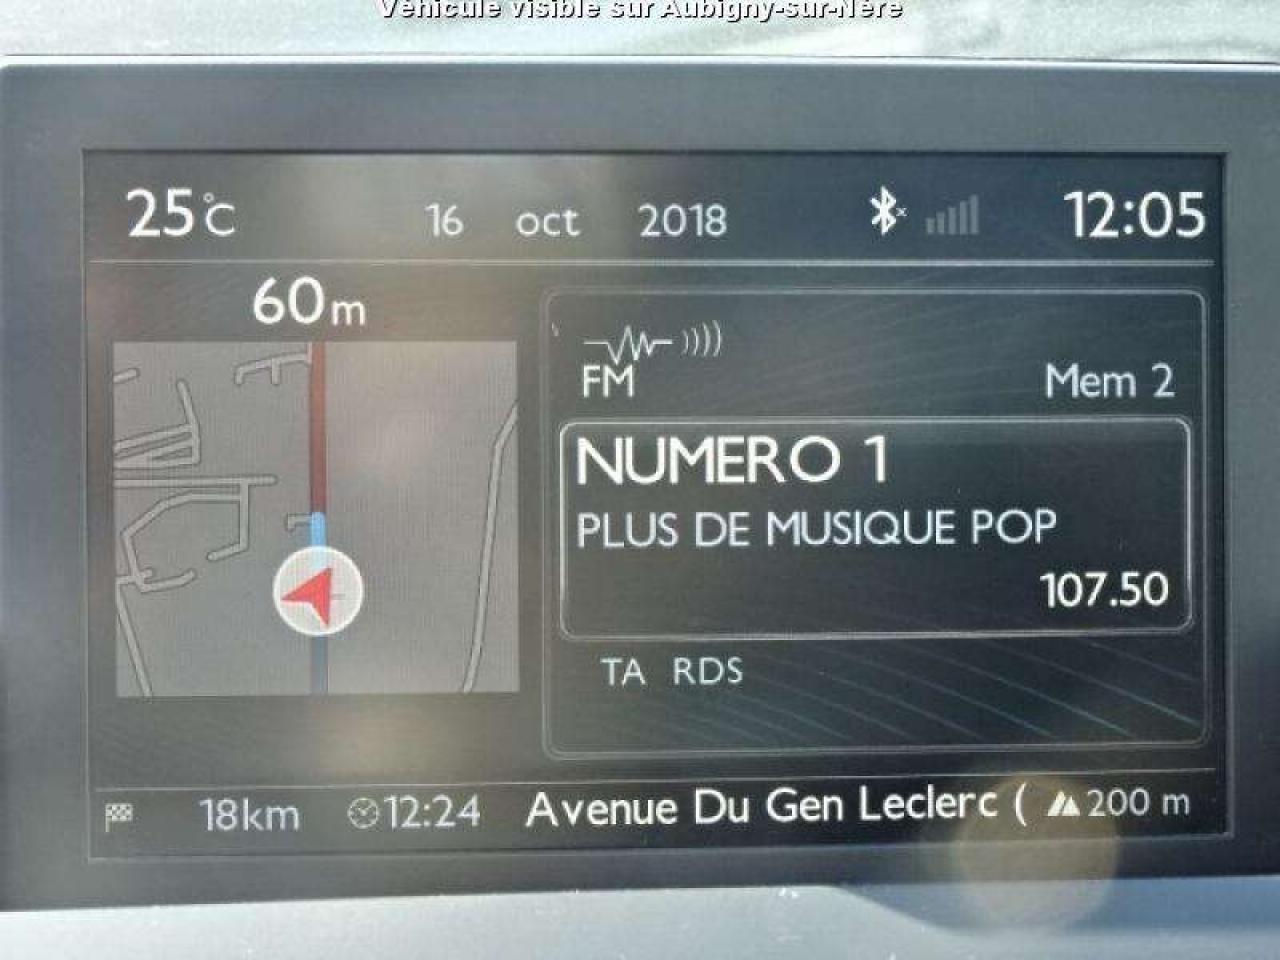 Véhicule visible sur Aubigny-sur-Nère
25°C 16 oct 2018 12:05
60m
FM Mem 2
NUMERO 1
PLUS DE MUSIQUE POP
107.50
TA RDS
18km 12:24 Avenue Du Gen Leclerc ( 200 m